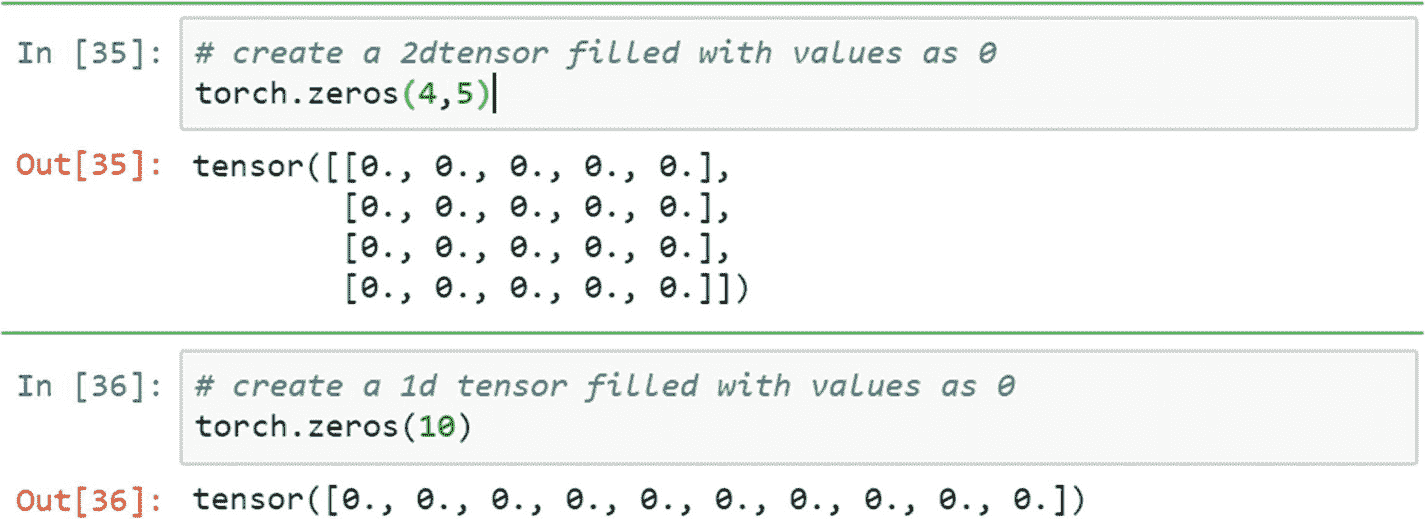 In [35]: # create a 2dtensor filled with values as 0
torch.zeros(4,5)
Out[35]: tensor([[0., 0., 0., 0., 0.],
[0., 0., 0., 0., 0.],
[0., 0., 0., 0., 0.],
[0., 0., 0., 0., 0.]])
In [36]: # create a 1d tensor filled with values as 0
torch.zeros(10)
Out[36]: tensor([0., 0., 0., 0., 0., 0., 0., 0., 0., 0.])